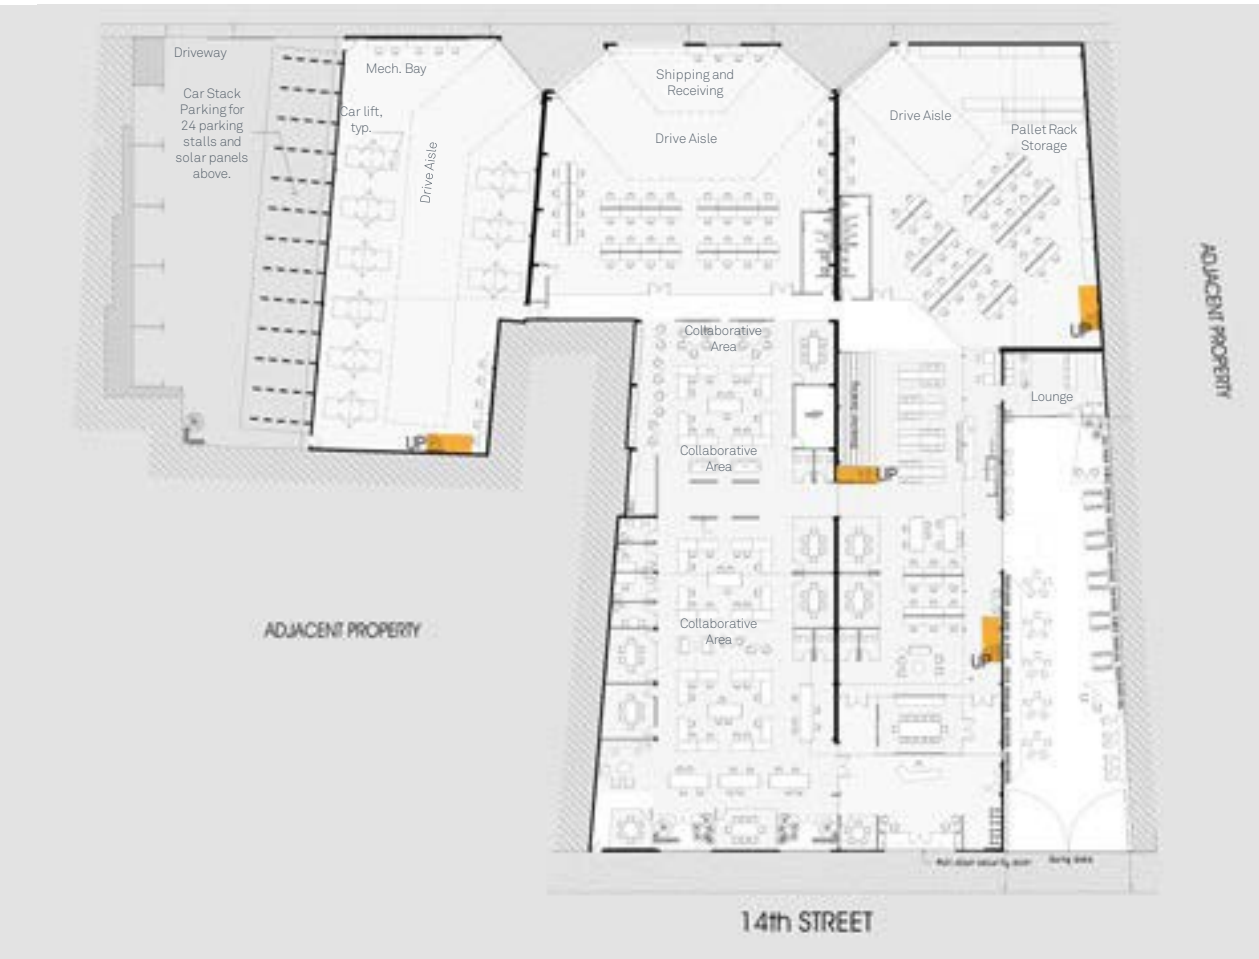 Driveway
Mech. Bay
Shipping and
Receiving
Car Stack
Parking for
24 parking
stalls and
solar panels
above.
Car lift,
typ.
Drive Aisle
Drive Aisle
Drive Aisle
Pallet Rack
Storage
ADJACENT PROPERTY
UP
Collaborative
Area
Lounge
UP
Collaborative
Area
UP
ADJACENT PROPERTY
Collaborative
Area
UP
14th STREET